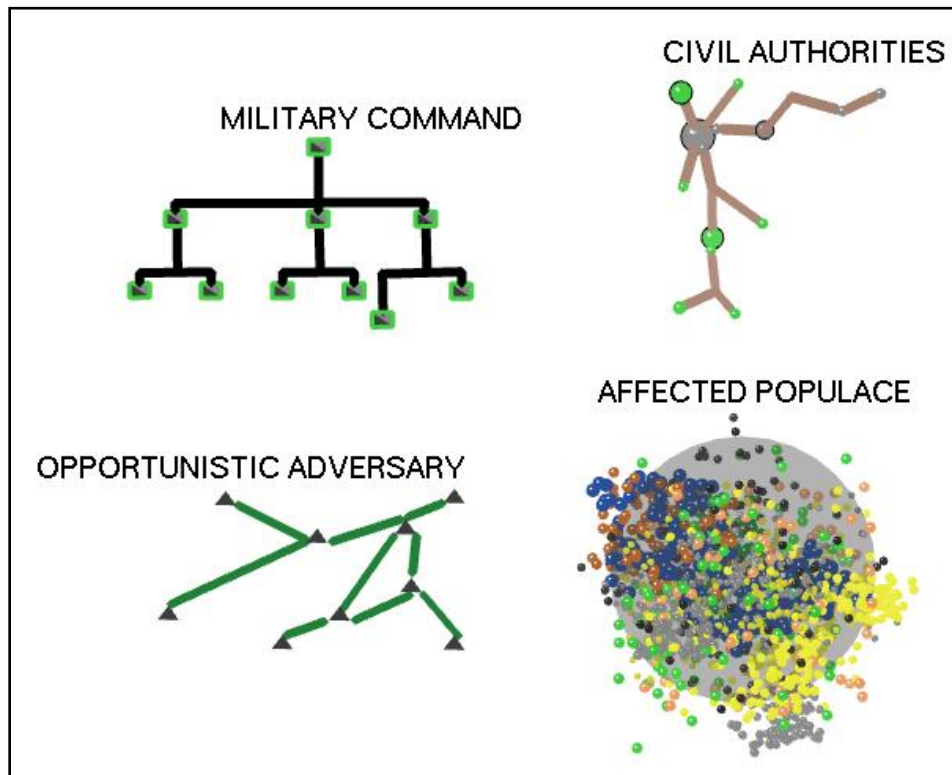 CIVIL AUTHORITIES
MILITARY COMMAND
AFFECTED POPULACE
OPPORTUNISTIC ADVERSARY